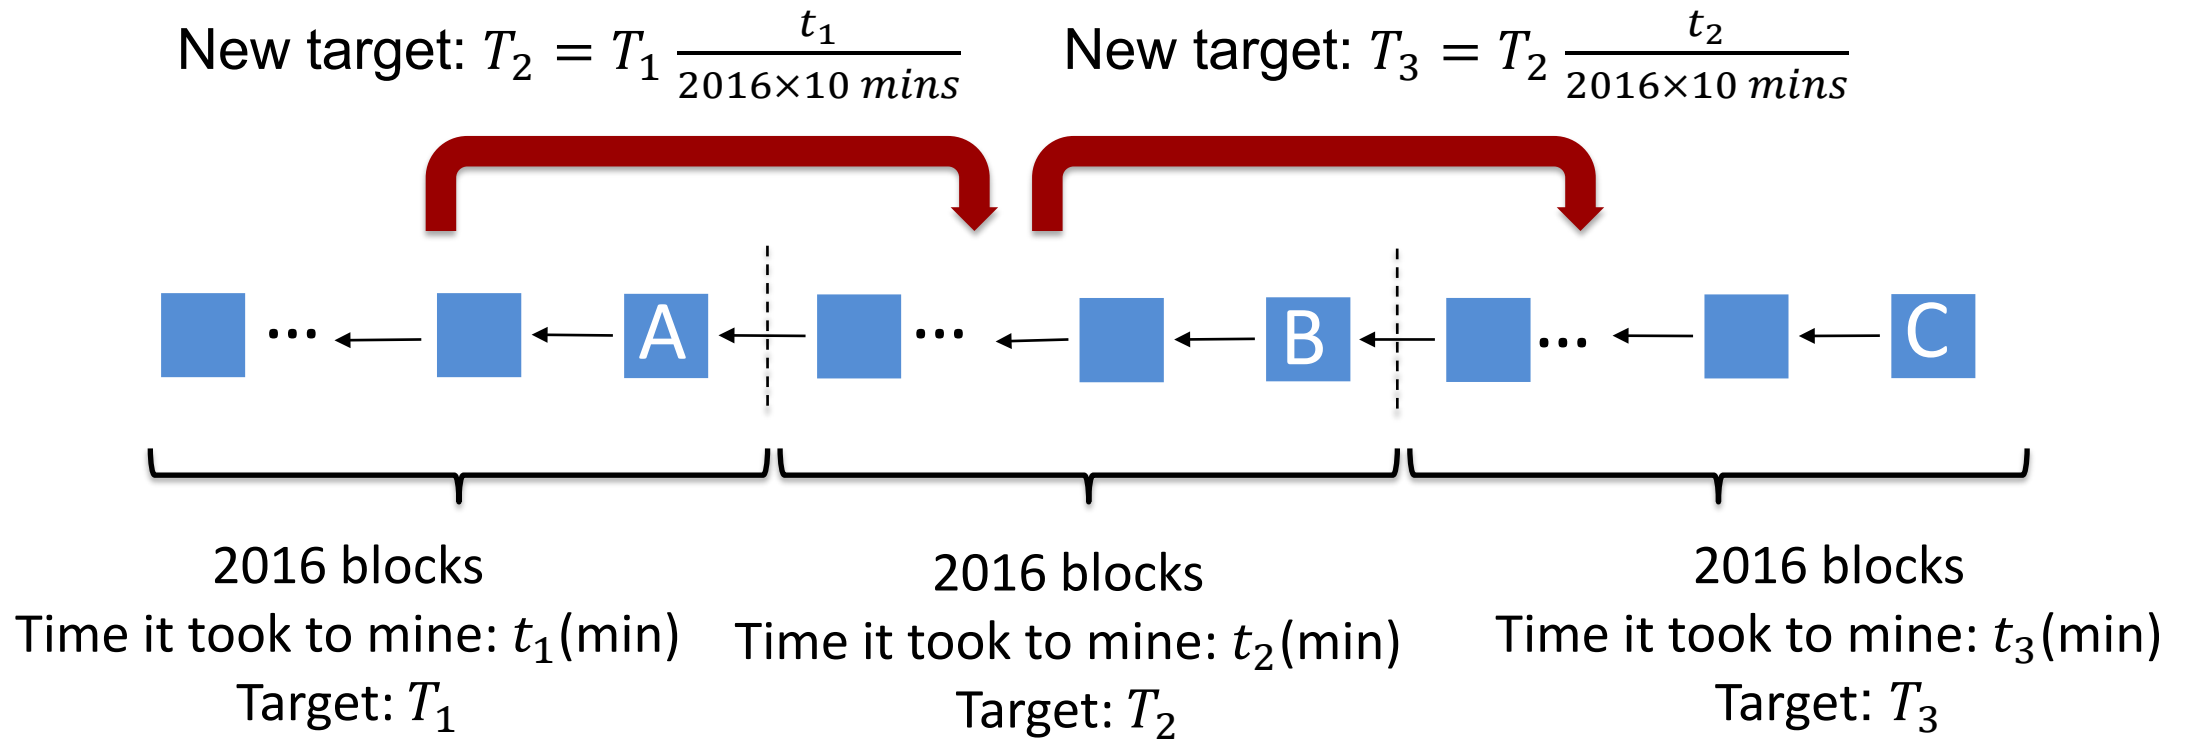 New target: T₂ = T₁ t₁/(2016×10 mins)
New target: T₃ = T₂ t₂/(2016×10 mins)
... A ... B ... C
2016 blocks
Time it took to mine: t₁(min)
Target: T₁
2016 blocks
Time it took to mine: t₂(min)
Target: T₂
2016 blocks
Time it took to mine: t₃(min)
Target: T₃